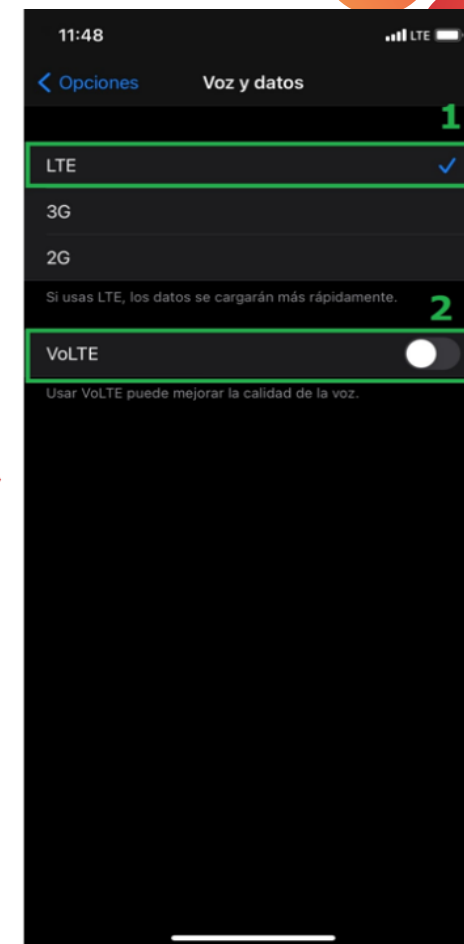 11:48
LTE
Opciones
Voz y datos
1
LTE
3G
2G
Si usas LTE, los datos se cargarán más rápidamente.
2
VoLTE
Usar VoLTE puede mejorar la calidad de la voz.